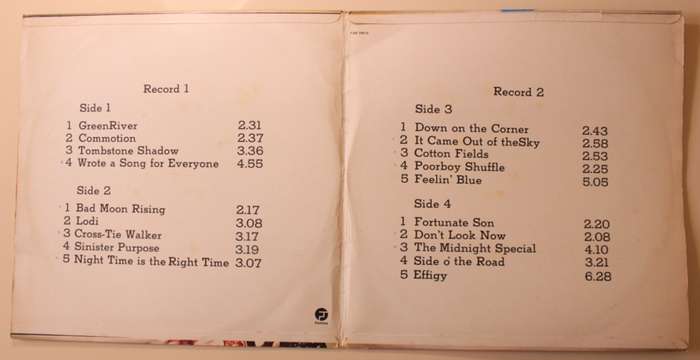 Record 1
Side 1
1 GreenRiver 2.31
2 Commotion 2.37
3 Tombstone Shadow 3.36
4 Wrote a Song for Everyone 4.55
Side 2
1 Bad Moon Rising 2.17
2 Lodi 3.08
3 Cross-Tie Walker 3.17
4 Sinister Purpose 3.19
5 Night Time is the Right Time 3.07
Record 2
Side 3
1 Down on the Corner 2.43
2 It Came Out of theSky 2.58
3 Cotton Fields 2.53
4 Poorboy Shuffle 2.25
5 Feelin' Blue 5.05
Side 4
1 Fortunate Son 2.20
2 Don't Look Now 2.08
3 The Midnight Special 4.10
4 Side o' the Road 3.21
5 Effigy 6.28